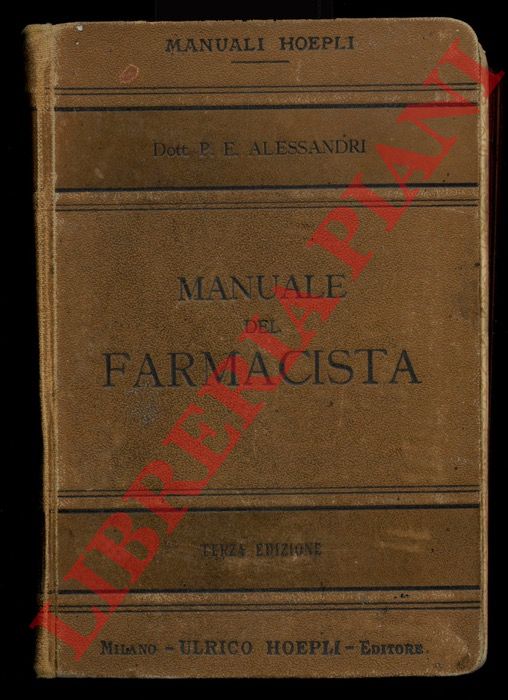 MANUALI HOEPLI
Dott. P. E. ALESSANDRI
MANUALE
DEL
FARMACISTA
TERZA EDIZIONE
MILANO - ULRICO HOEPLI - EDITORE.
LIBRERIA PIANI